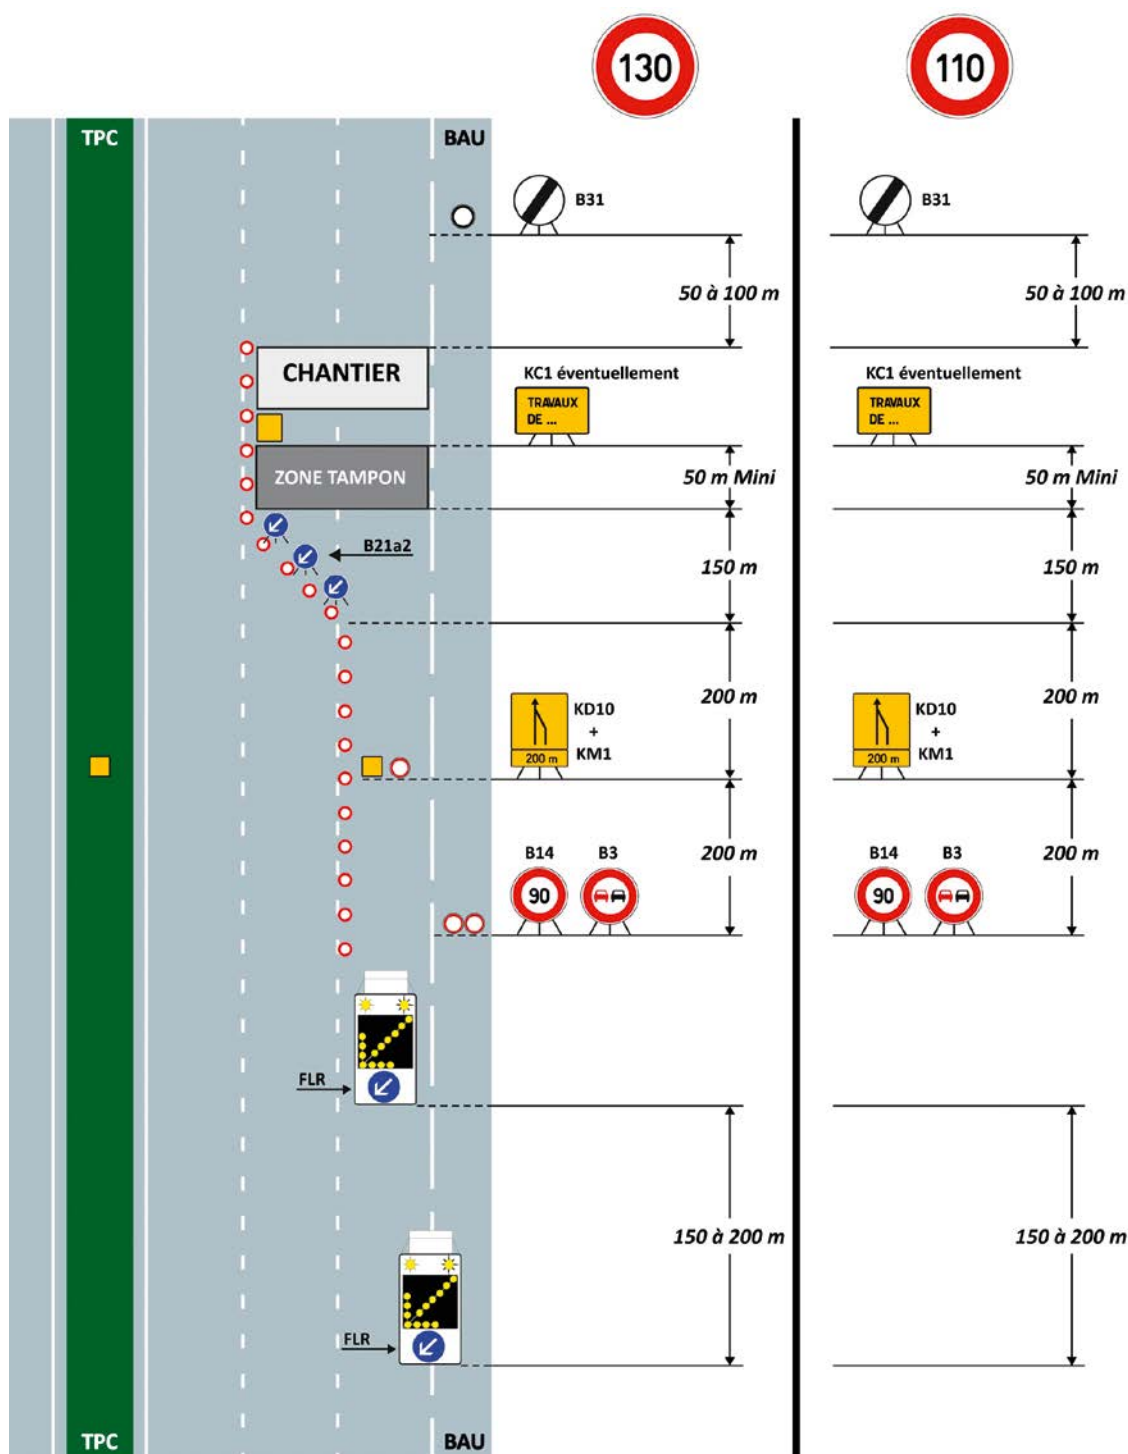 130
110
TPC
BAU
B31
B31
50 à 100 m
50 à 100 m
CHANTIER
KC1 éventuellement
KC1 éventuellement
TRAVAUX
DE ...
TRAVAUX
DE ...
ZONE TAMPON
50 m Mini
50 m Mini
B21a2
150 m
150 m
200 m
200 m
KD10
+
KM1
200 m
KD10
+
KM1
200 m
B14
B3
200 m
B14
B3
200 m
90
90
FLR
150 à 200 m
150 à 200 m
FLR
TPC
BAU